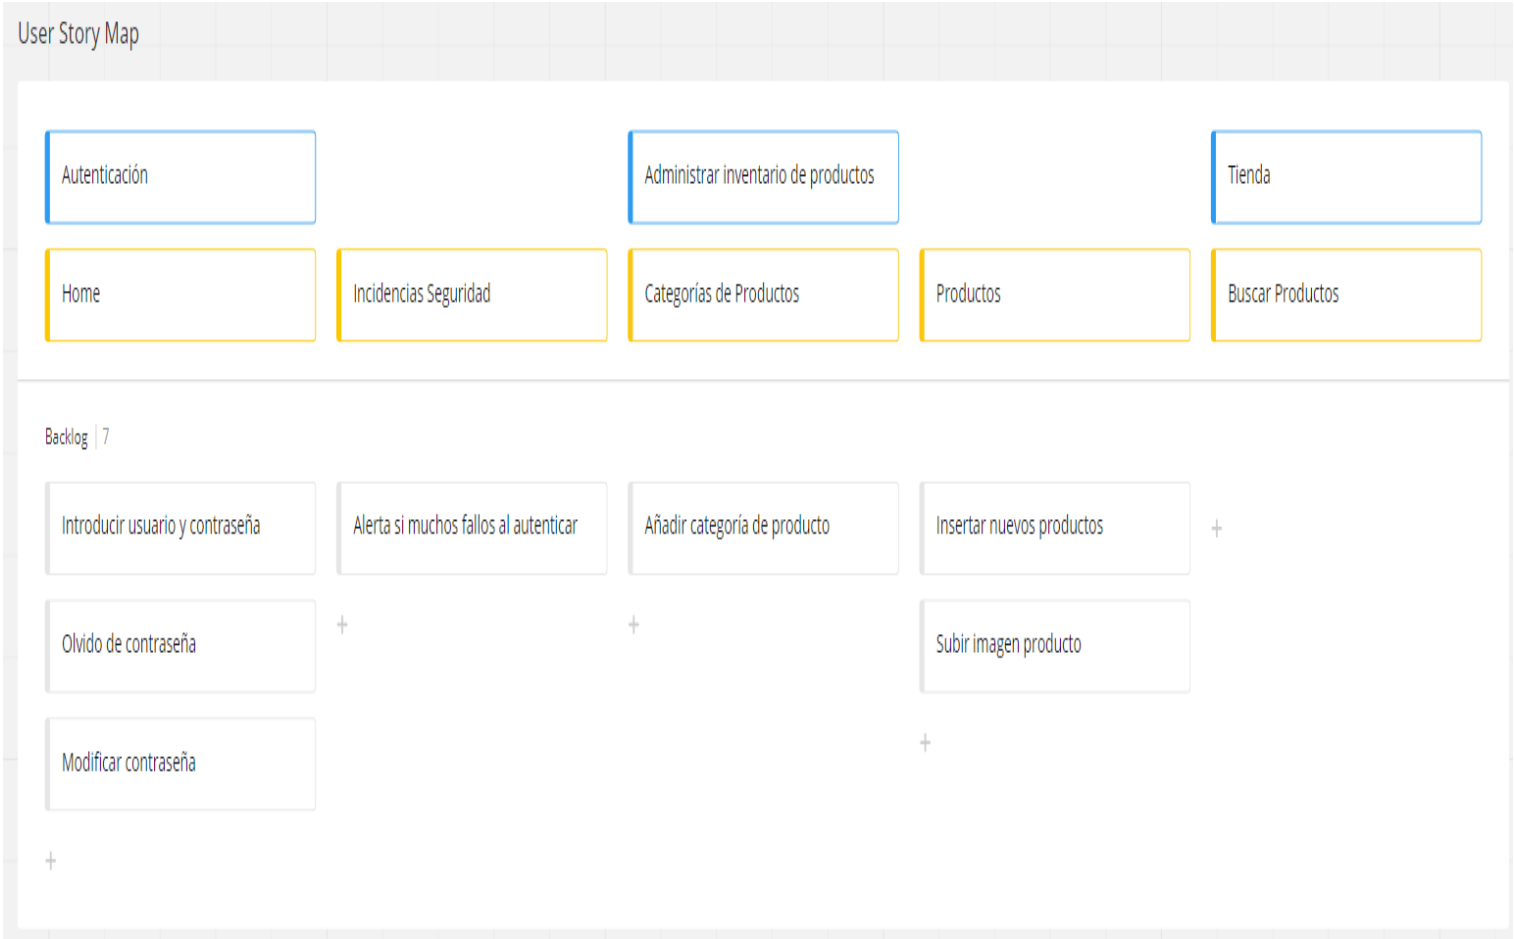 User Story Map
Autenticación
Administrar inventario de productos
Tienda
Home
Incidencias Seguridad
Categorías de Productos
Productos
Buscar Productos
Backlog 7
Introducir usuario y contraseña
Alerta si muchos fallos al autenticar
Añadir categoría de producto
Insertar nuevos productos
+
Olvido de contraseña
+
+
Subir imagen producto
Modificar contraseña
+
+